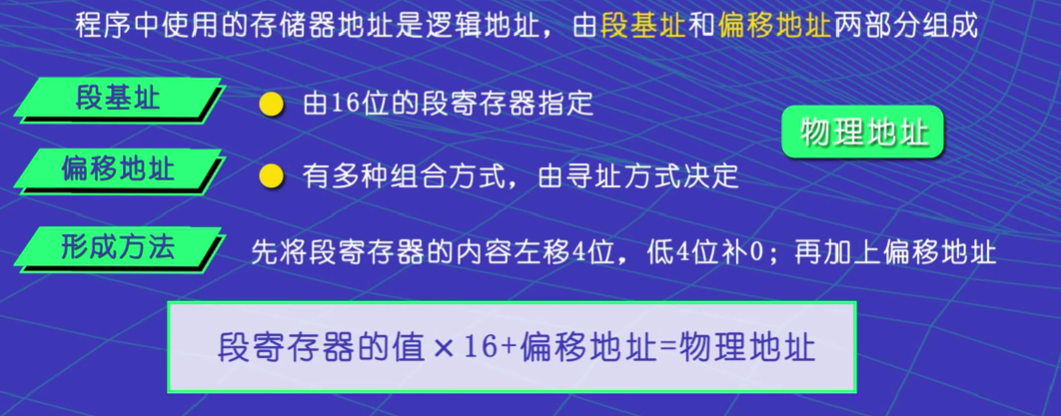 程序中使用的存储器地址是逻辑地址，由段基址和偏移地址两部分组成
段基址
由16位的段寄存器指定
物理地址
偏移地址
有多种组合方式，由寻址方式决定
形成方法
先将段寄存器的内容左移4位，低4位补0；再加上偏移地址
段寄存器的值×16+偏移地址=物理地址